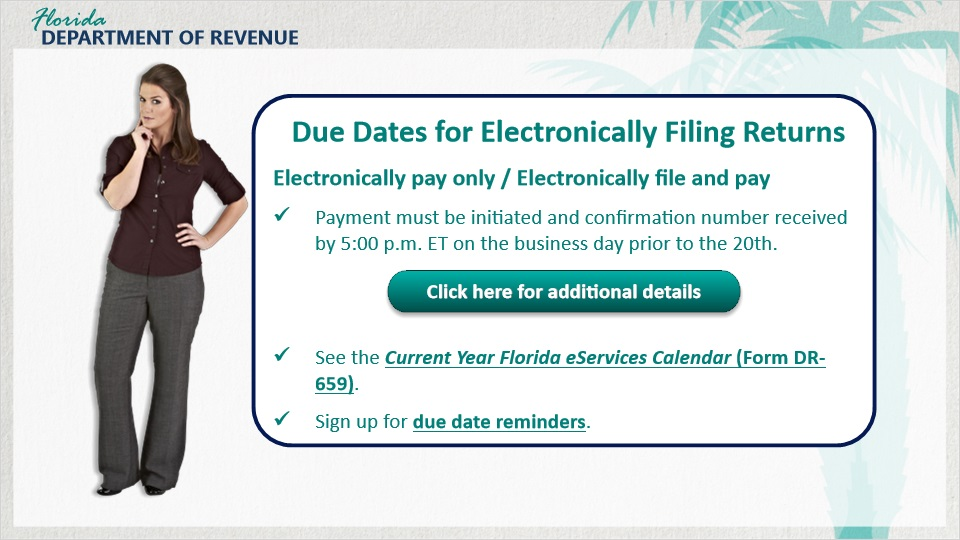 Florida
DEPARTMENT OF REVENUE
Due Dates for Electronically Filing Returns
Electronically pay only / Electronically file and pay
✓ Payment must be initiated and confirmation number received
by 5:00 p.m. ET on the business day prior to the 20th.
Click here for additional details
✓ See the Current Year Florida eServices Calendar (Form DR-
659).
✓ Sign up for due date reminders.